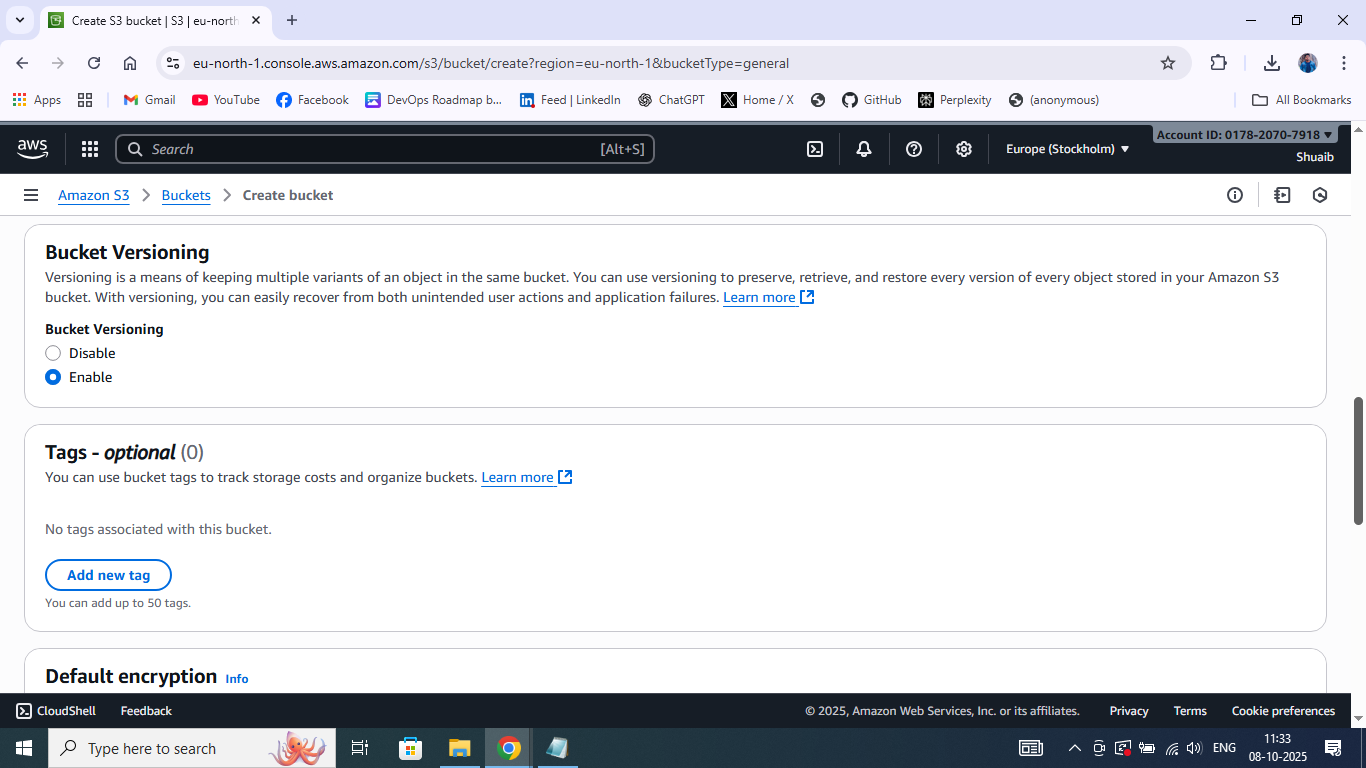 Create S3 bucket | S3 | eu-north
eu-north-1.console.aws.amazon.com/s3/bucket/create?region=eu-north-1&bucketType=general
Apps Gmail YouTube Facebook DevOps Roadmap b... Feed | LinkedIn ChatGPT Home / X GitHub Perplexity (anonymous) All Bookmarks
aws Search [Alt+S] Europe (Stockholm) Account ID: 0178-2070-7918
Shuaib
Amazon S3 Buckets Create bucket
Bucket Versioning
Versioning is a means of keeping multiple variants of an object in the same bucket. You can use versioning to preserve, retrieve, and restore every version of every object stored in your Amazon S3
bucket. With versioning, you can easily recover from both unintended user actions and application failures. Learn more
Bucket Versioning
Disable
Enable
Tags - optional (0)
You can use bucket tags to track storage costs and organize buckets. Learn more
No tags associated with this bucket.
Add new tag
You can add up to 50 tags.
Default encryption Info
CloudShell Feedback © 2025, Amazon Web Services, Inc. or its affiliates. Privacy Terms Cookie preferences
Type here to search ENG 11:33
08-10-2025